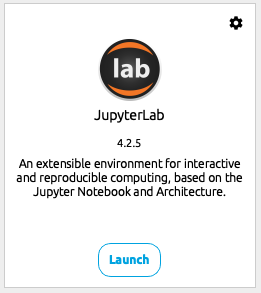 lab
JupyterLab
4.2.5
An extensible environment for interactive
and reproducible computing, based on the
Jupyter Notebook and Architecture.
Launch